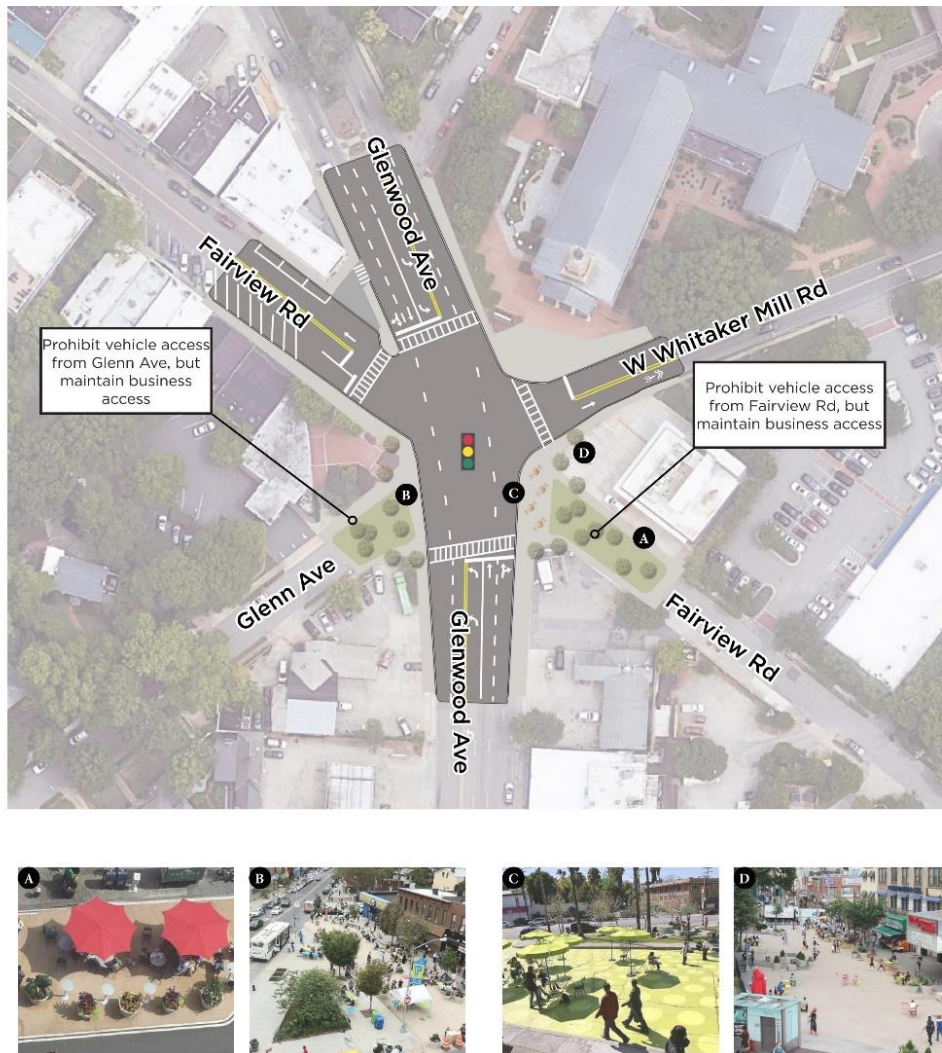 Glenwood Ave
Fairview Rd
W Whitaker Mill Rd
Prohibit vehicle access
from Glenn Ave, but
maintain business
access
Prohibit vehicle access
from Fairview Rd, but
maintain business access
D
B
C
A
Glenn Ave
Fairview Rd
Glenwood Ave
A
B
C
D